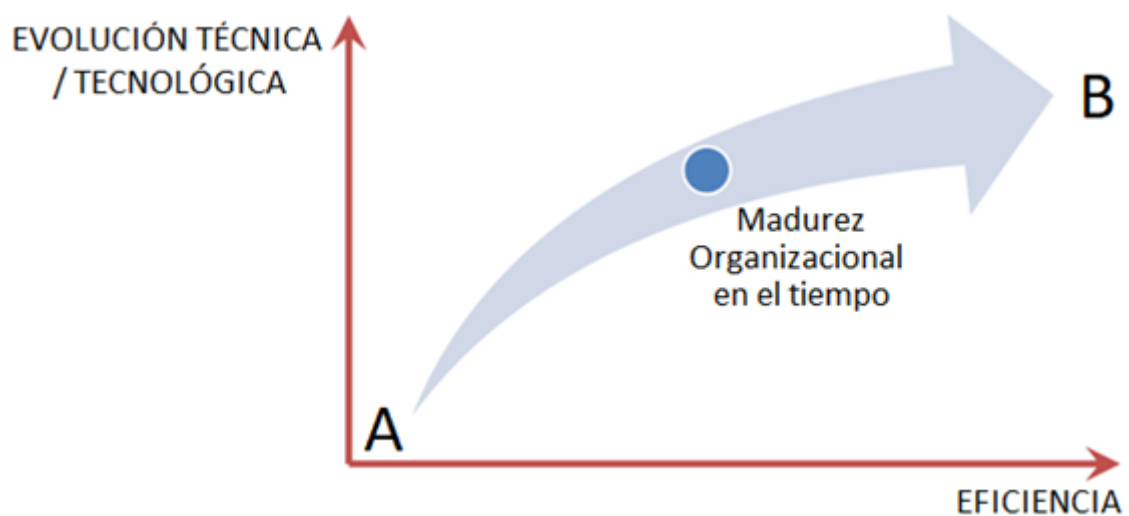 EVOLUCIÓN TÉCNICA
/ TECNOLÓGICA
B
Madurez
Organizacional
en el tiempo
A
EFICIENCIA